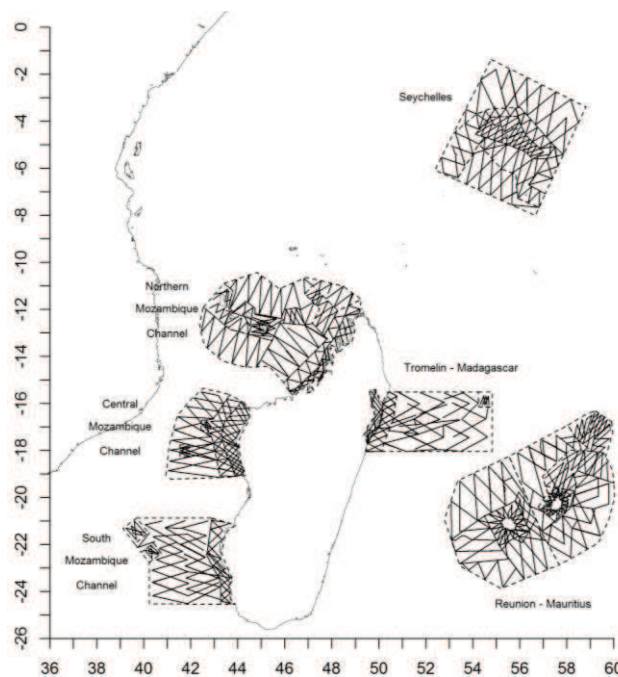 0
-2
Seychelles
-4
-6
-8
-10
Northern
-12
Mozambique
Channel
-14
Tromelin - Madagascar
Central
-16
Mozambique
Channel
-18
-20
South
-22
Mozambique
Channel
-24
Reunion - Mauritius
-26
36 38 40 42 44 46 48 50 52 54 56 58 60